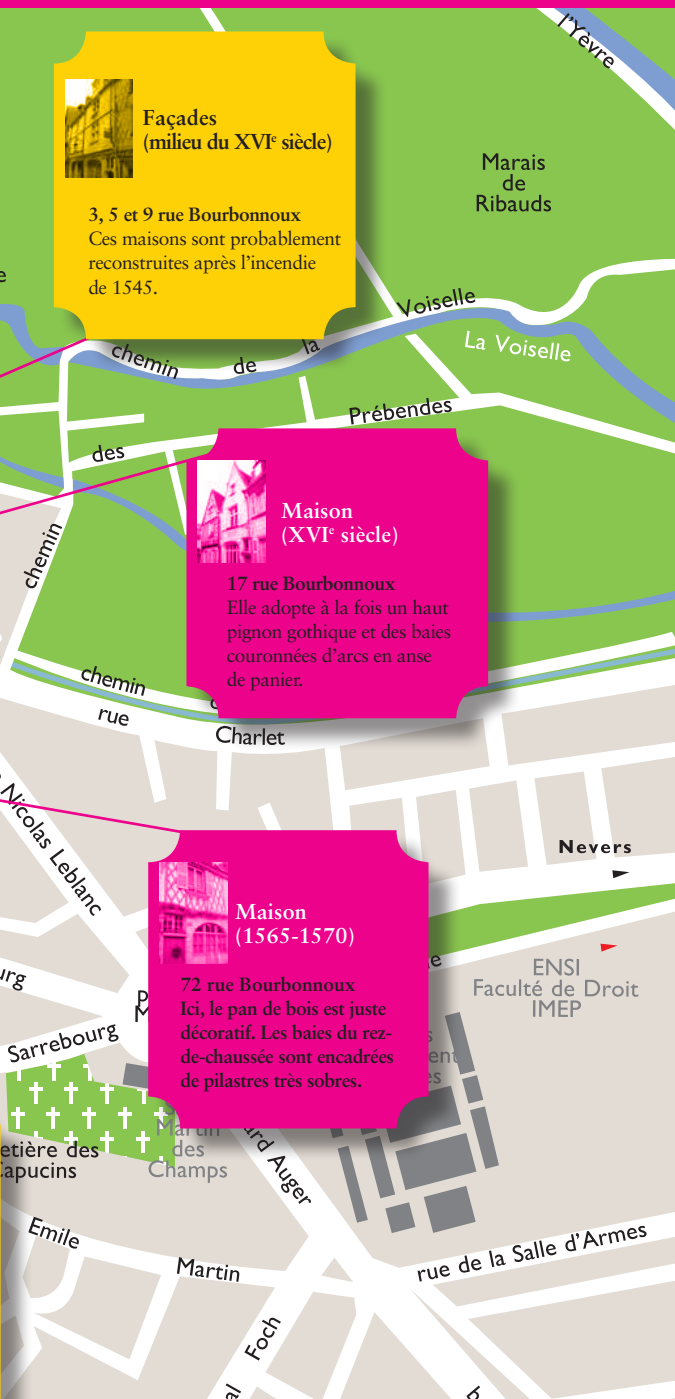 l'Yèvre
Marais
de
Ribauds
Façades
(milieu du XVIe siècle)
3, 5 et 9 rue Bourbonnoux
Ces maisons sont probablement
reconstruites après l'incendie
de 1545.
chemin de la Voiselle
La Voiselle
des Prébendes
chemin
Maison
(XVIe siècle)
17 rue Bourbonnoux
Elle adopte à la fois un haut
pignon gothique et des baies
couronnées d'arcs en anse
de panier.
chemin
rue Charlet
Nicolas Leblanc
Nevers
Maison
(1565-1570)
72 rue Bourbonnoux
Ici, le pan de bois est juste
décoratif. Les baies du rez-
de-chaussée sont encadrées
de pilastres très sobres.
ENSI
Faculté de Droit
IMEP
Sarrebourg
Martin
des
Champs
des
Capucins
Auger
Emile Martin
rue de la Salle d'Armes
Foch